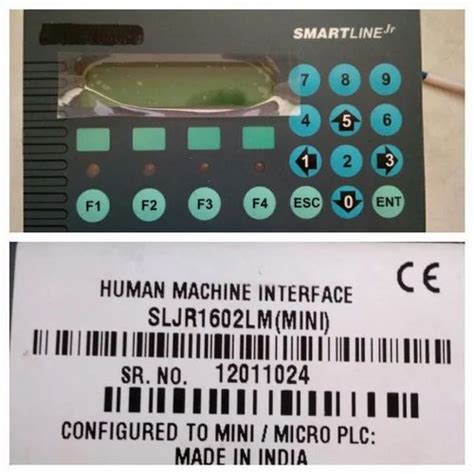 SMARTLINE Jr
7 8 9
4 5 6
1 2 3
F1 F2 F3 F4 ESC 0 ENT
CE
HUMAN MACHINE INTERFACE
SLJR1602LM(MINI)
SR. NO. 12011024
CONFIGURED TO MINI / MICRO PLC:
MADE IN INDIA